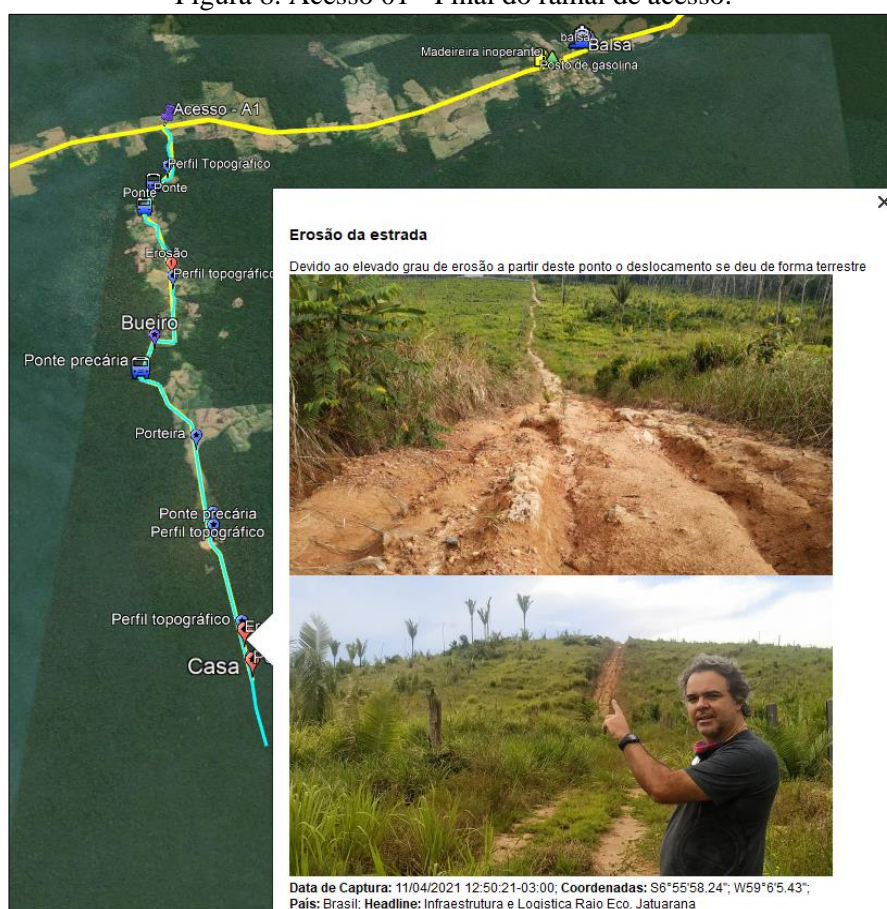 Figura 8: Acesso 01 - Final do ramal de acesso.
balsa
Balsa
Madeireira inoperante
Posto de gasolina
Acesso - A1
Perfil Topográfico
Ponte
Ponte
Erosão
Perfil topográfico
Bueiro
Ponte precária
Porteira
Ponte precária
Perfil topográfico
Perfil topográfico
Casa
Erosão da estrada
Devido ao elevado grau de erosão a partir deste ponto o deslocamento se deu de forma terrestre
Data de Captura: 11/04/2021 12:50:21-03:00; Coordenadas: S6°55'58.24"; W59°6'5.43";
País: Brasil; Headline: Infraestrutura e Logistica Raio Eco. Jatuarana